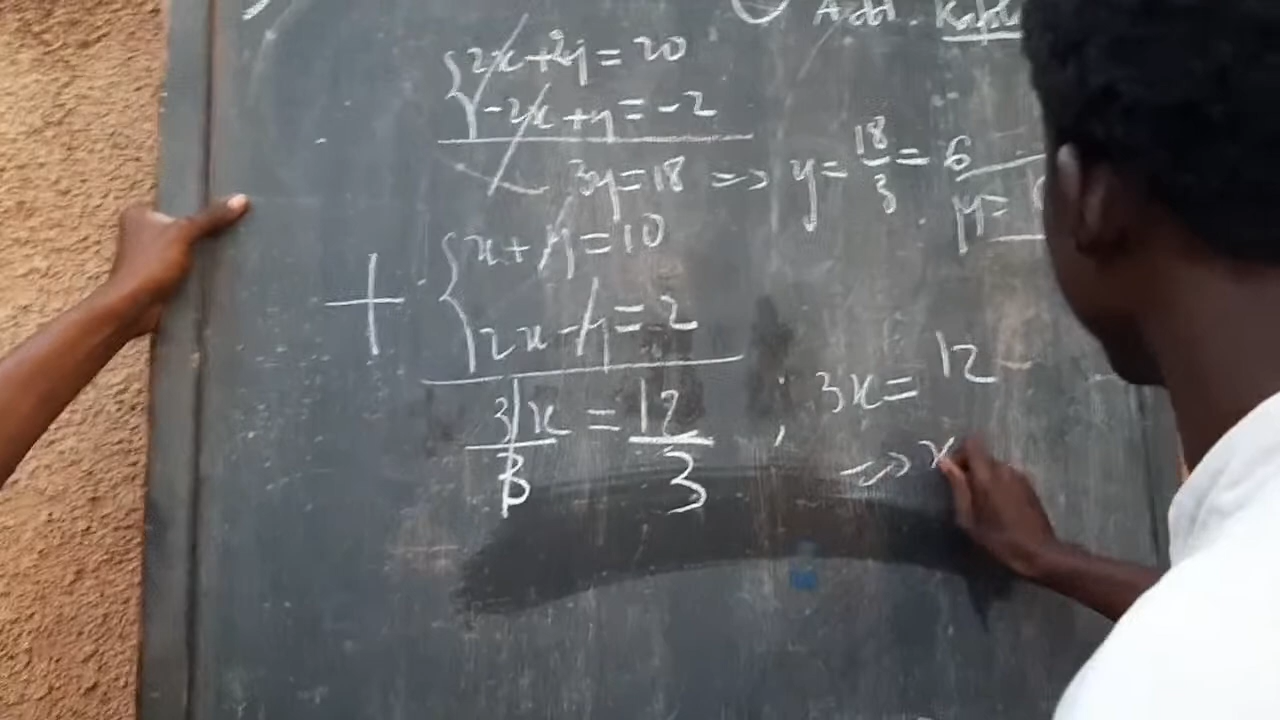 Add.
2x+2y=20
-2x+y=-2
3y=18 => y=18/3=6
y=
x+y=10
+
2x-y=2
3x/3=12/3 ; 3x=12
=> x